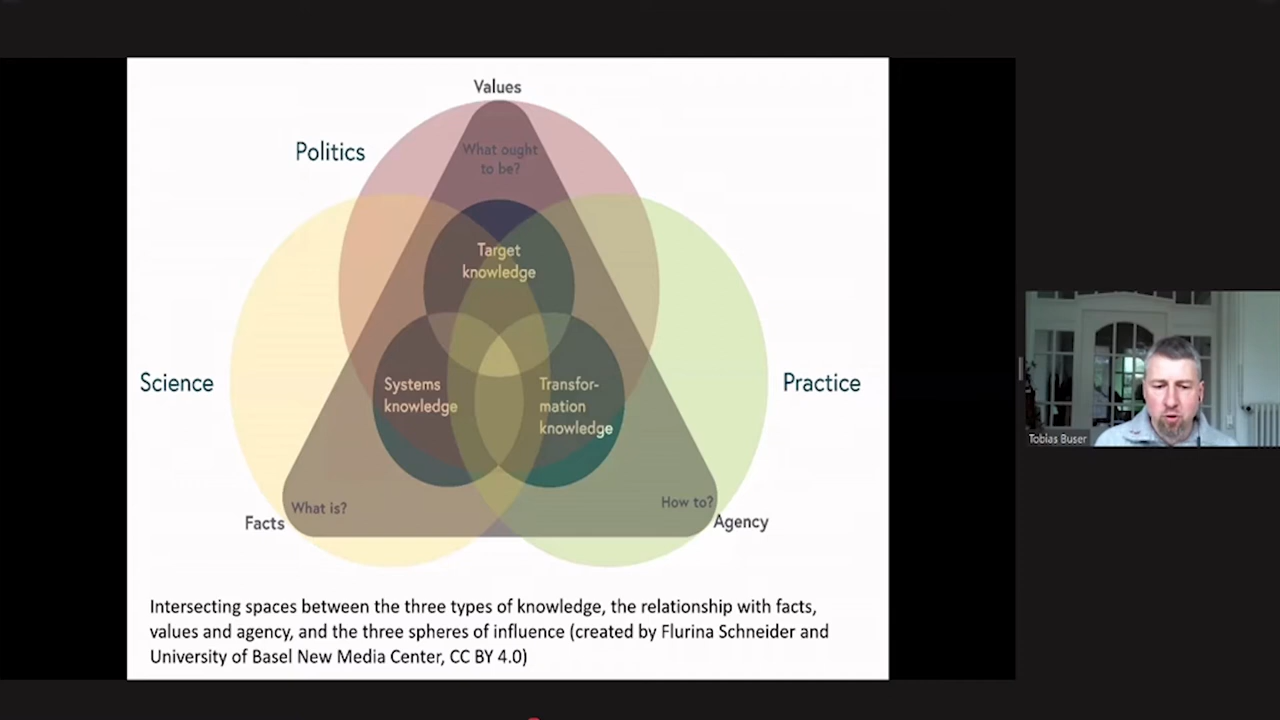 Values
Politics
What ought
to be?
Target
knowledge
Science
Systems
knowledge
Transfor-
mation
knowledge
Practice
What is?
How to?
Facts
Agency
Intersecting spaces between the three types of knowledge, the relationship with facts,
values and agency, and the three spheres of influence (created by Flurina Schneider and
University of Basel New Media Center, CC BY 4.0)
Tobias Buser